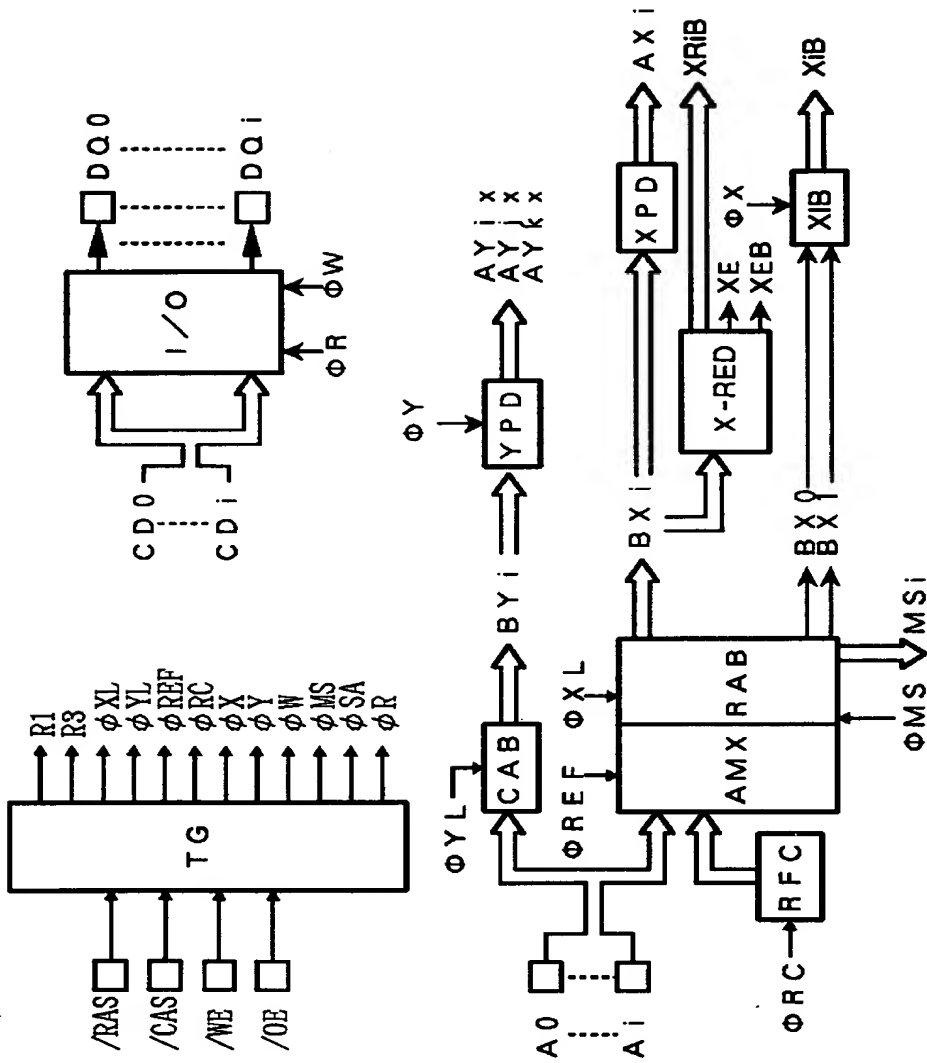 /RAS
/CAS
/WE
/OE
TG
R1
R3
φXL
φYL
φREF
φRC
φX
φY
φW
φMS
φSA
φR
CD0
CDi
I/O
ΦR
ΦW
DQ0
DQi
A0
Ai
ΦYL
CAB
BYi
ΦY
YPD
AYix
AYjx
AYkx
ΦREF
ΦXL
AMX
RAB
ΦRC
RFC
ΦMS
MSi
BXi
BX0
BX1
XPD
AXi
X-RED
XRiB
XE
XEB
ΦX
XIB
XiB